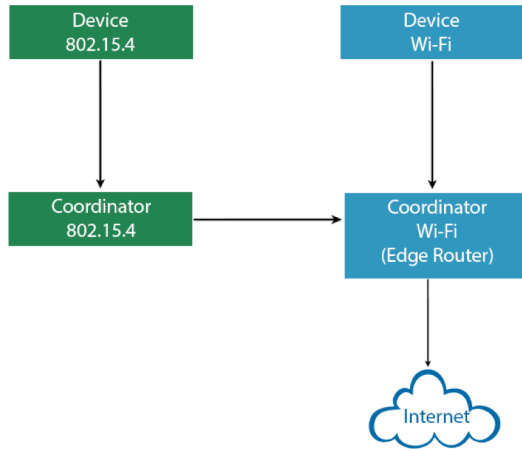 Device
802.15.4
Device
Wi-Fi
Coordinator
802.15.4
Coordinator
Wi-Fi
(Edge Router)
Internet